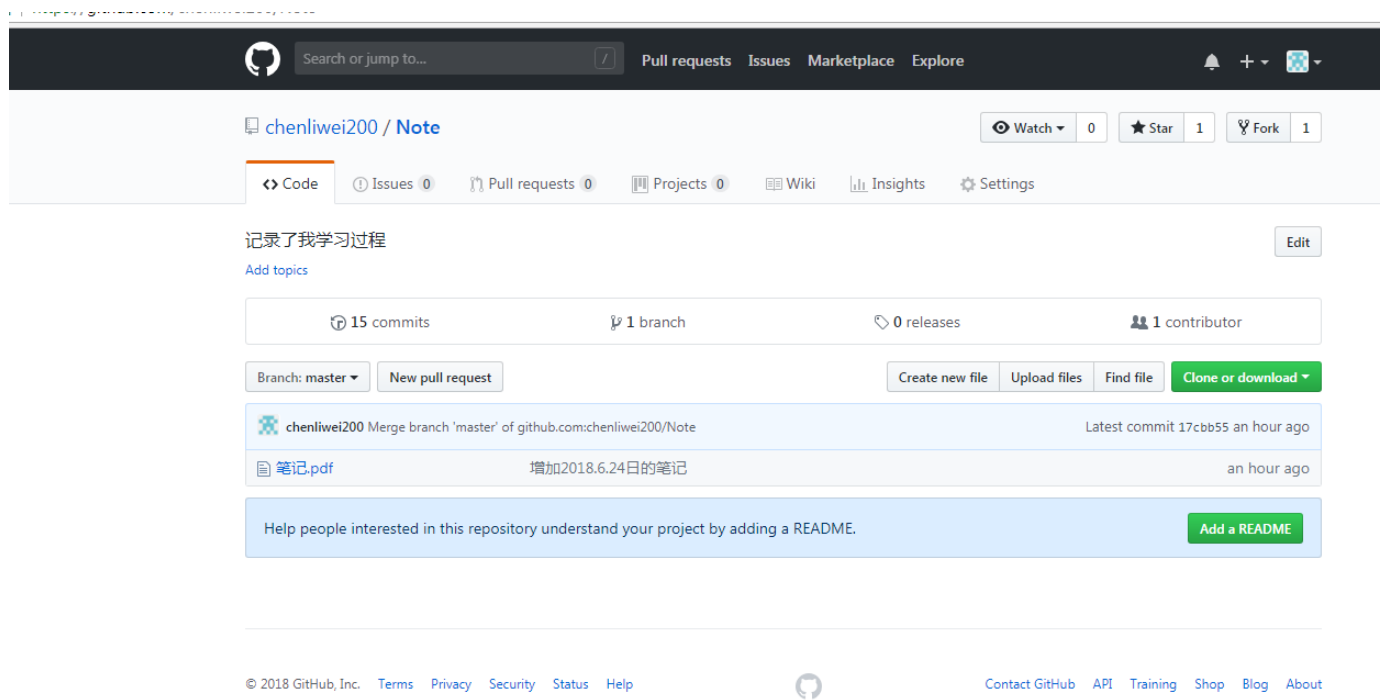 Search or jump to... / Pull requests Issues Marketplace Explore
chenliwei200 / Note Watch 0 Star 1 Fork 1
Code Issues 0 Pull requests 0 Projects 0 Wiki Insights Settings
记录了我学习过程 Edit
Add topics
15 commits 1 branch 0 releases 1 contributor
Branch: master New pull request Create new file Upload files Find file Clone or download
chenliwei200 Merge branch 'master' of github.com:chenliwei200/Note Latest commit 17cbb55 an hour ago
笔记.pdf 增加2018.6.24日的笔记 an hour ago
Help people interested in this repository understand your project by adding a README. Add a README
© 2018 GitHub, Inc. Terms Privacy Security Status Help Contact GitHub API Training Shop Blog About